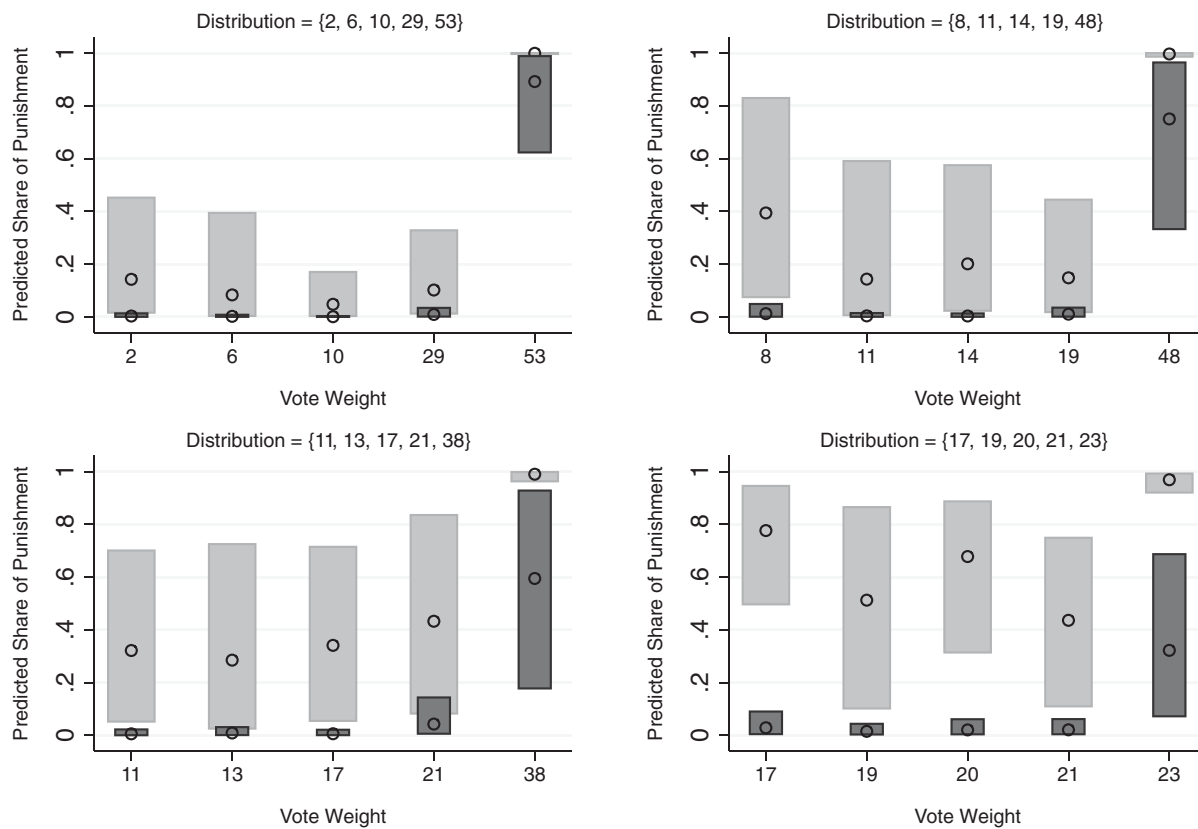 Distribution = {2, 6, 10, 29, 53}
Predicted Share of Punishment
1
.8
.6
.4
.2
0
2 6 10 29 53
Vote Weight
Distribution = {8, 11, 14, 19, 48}
Predicted Share of Punishment
1
.8
.6
.4
.2
0
8 11 14 19 48
Vote Weight
Distribution = {11, 13, 17, 21, 38}
Predicted Share of Punishment
1
.8
.6
.4
.2
0
11 13 17 21 38
Vote Weight
Distribution = {17, 19, 20, 21, 23}
Predicted Share of Punishment
1
.8
.6
.4
.2
0
17 19 20 21 23
Vote Weight